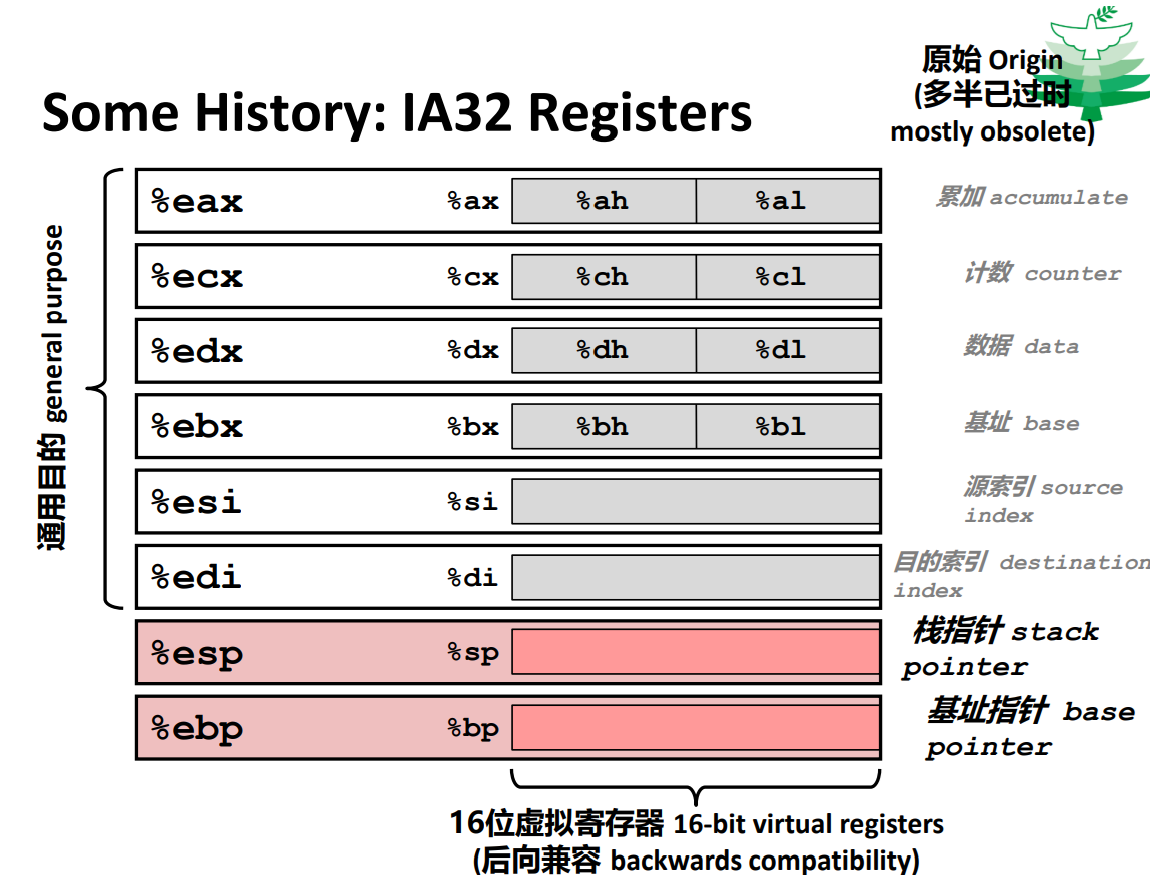 Some History: IA32 Registers
原始 Origin
(多半已过时
mostly obsolete)
通用目的 general purpose
%eax %ax %ah %al 累加 accumulate
%ecx %cx %ch %cl 计数 counter
%edx %dx %dh %dl 数据 data
%ebx %bx %bh %bl 基址 base
%esi %si 源索引 source
index
%edi %di 目的索引 destination
index
%esp %sp 栈指针 stack
pointer
%ebp %bp 基址指针 base
pointer
16位虚拟寄存器 16-bit virtual registers
(后向兼容 backwards compatibility)